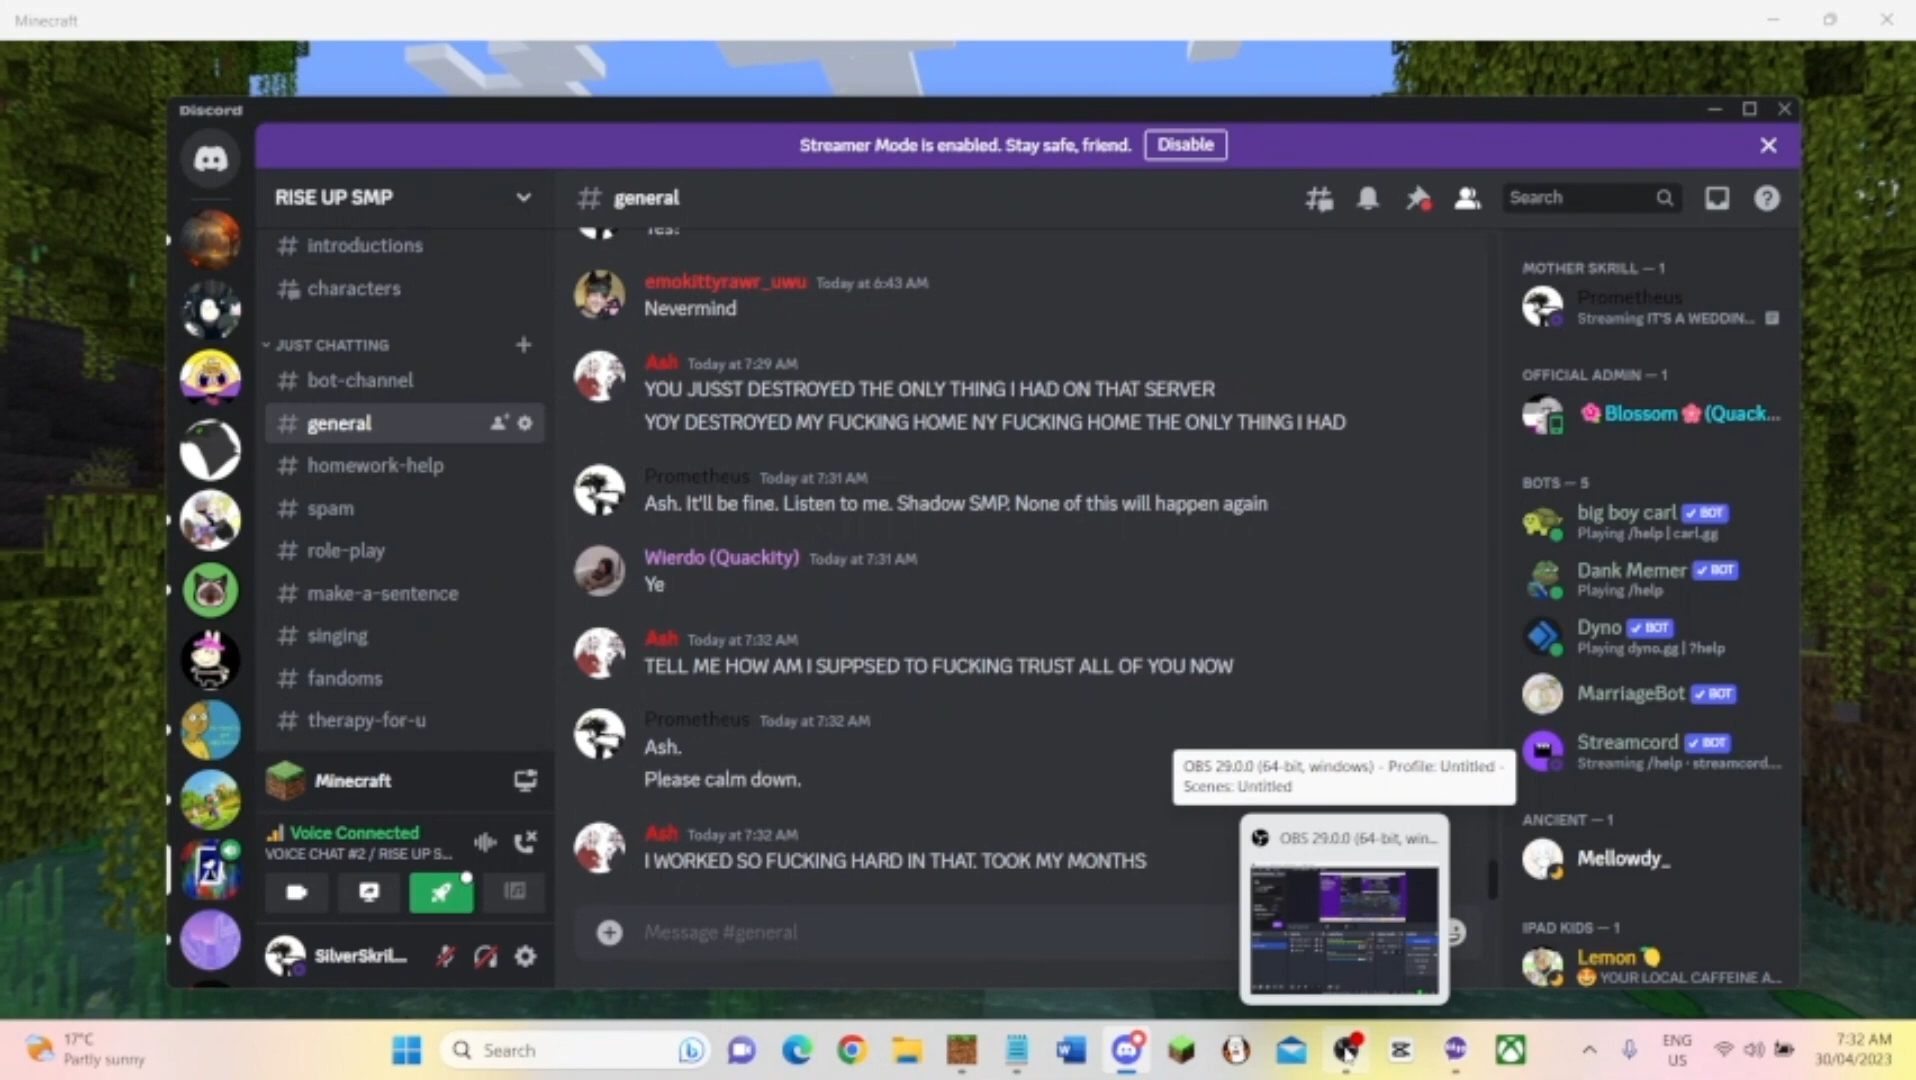 Minecraft
Discord
Streamer Mode is enabled. Stay safe, friend.
Disable
RISE UP SMP
general
Search
introductions
characters
JUST CHATTING
bot-channel
general
homework-help
spam
role-play
make-a-sentence
singing
fandoms
therapy-for-u
Minecraft
Voice Connected
VOICE CHAT #2 / RISE UP S...
SilverSkril...
Yes!
emokittyrawr_uwu Today at 6:43 AM
Nevermind
Ash Today at 7:29 AM
YOU JUSST DESTROYED THE ONLY THING I HAD ON THAT SERVER
YOY DESTROYED MY FUCKING HOME NY FUCKING HOME THE ONLY THING I HAD
Prometheus Today at 7:31 AM
Ash. It'll be fine. Listen to me. Shadow SMP. None of this will happen again
Wierdo (Quackity) Today at 7:31 AM
Ye
Ash Today at 7:32 AM
TELL ME HOW AM I SUPPSED TO FUCKING TRUST ALL OF YOU NOW
Prometheus Today at 7:32 AM
Ash.
Please calm down.
Ash Today at 7:32 AM
I WORKED SO FUCKING HARD IN THAT. TOOK MY MONTHS
Message #general
OBS 29.0.0 (64-bit, windows) - Profile: Untitled -
Scenes: Untitled
OBS 29.0.0 (64-bit, win...
MOTHER SKRILL — 1
Prometheus
Streaming IT'S A WEDDIN...
OFFICIAL ADMIN — 1
🌺Blossom 🌸(Quack...
BOTS — 5
big boy carl ✓ BOT
Playing /help | carl.gg
Dank Memer ✓ BOT
Playing /help
Dyno ✓ BOT
Playing dyno.gg | ?help
MarriageBot ✓ BOT
Streamcord ✓ BOT
Streaming /help · streamcord...
ANCIENT — 1
Mellowdy_
IPAD KIDS — 1
Lemon 🍋
🤩 YOUR LOCAL CAFFEINE A...
17°C
Partly sunny
Search
ENG
US
7:32 AM
30/04/2023